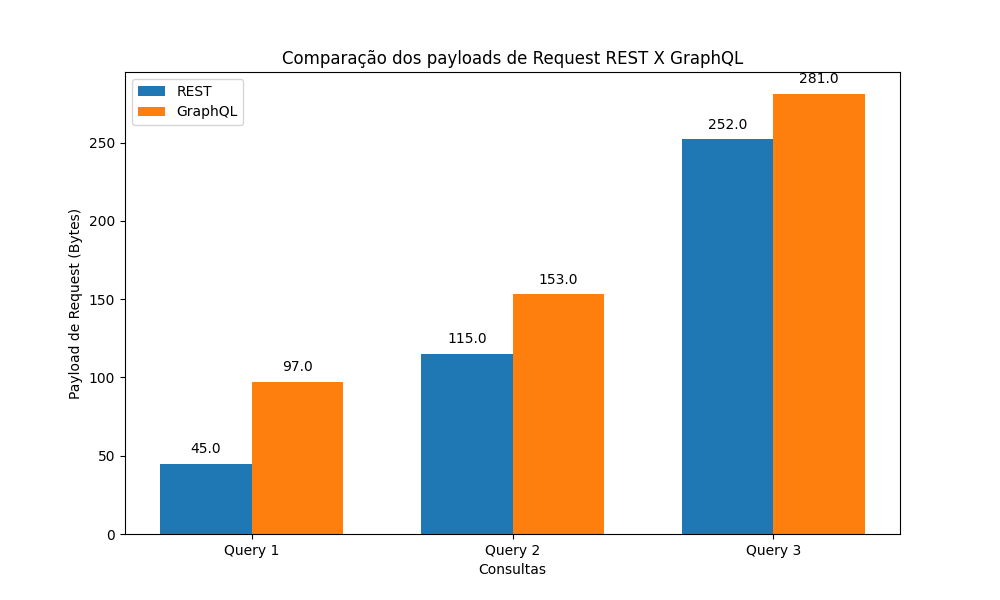 Comparação dos payloads de Request REST X GraphQL
REST
GraphQL
281.0
252.0
153.0
115.0
97.0
45.0
250
200
150
100
50
0
Payload de Request (Bytes)
Query 1
Query 2
Query 3
Consultas